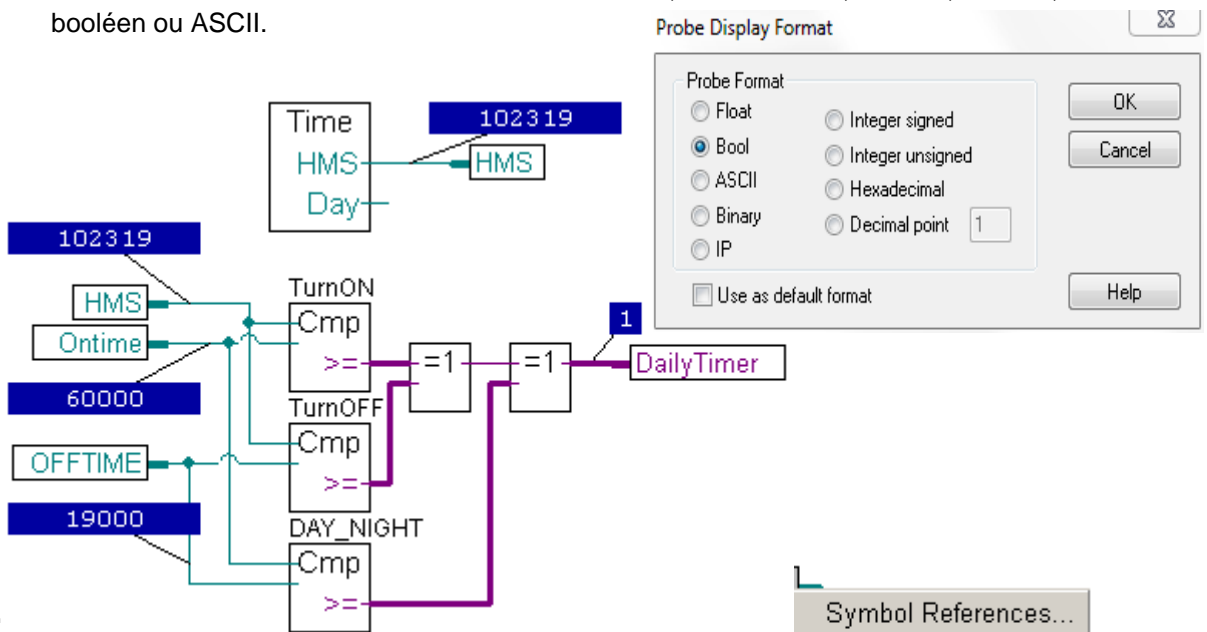 booléen ou ASCII.
Probe Display Format
Probe Format
Float
Integer signed
Bool
Integer unsigned
ASCII
Hexadecimal
Binary
Decimal point 1
IP
Use as default format
OK
Cancel
Help
Time
HMS
Day
102319
HMS
102319
HMS
Ontime
60000
OFFTIME
19000
TurnON
Cmp
>=
TurnOFF
Cmp
>=
DAY_NIGHT
Cmp
>=
=1
=1
1
DailyTimer
Symbol References...